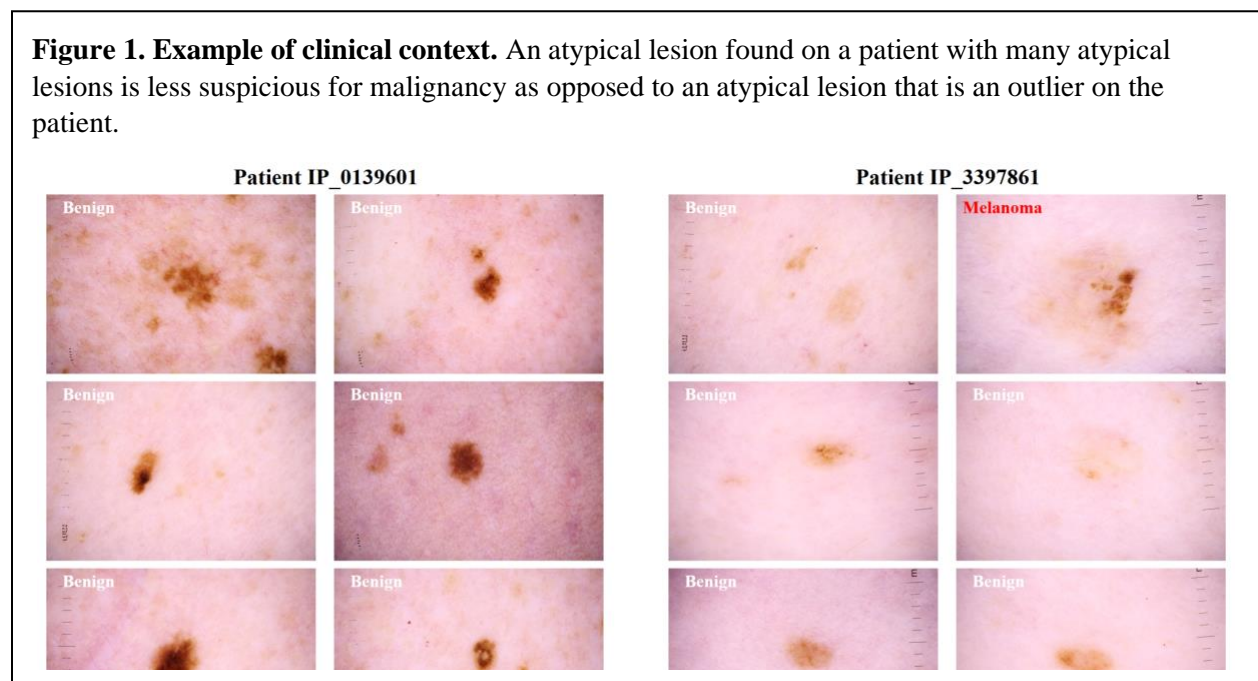 Figure 1. Example of clinical context. An atypical lesion found on a patient with many atypical
lesions is less suspicious for malignancy as opposed to an atypical lesion that is an outlier on the
patient.
Patient IP_0139601
Patient IP_3397861
Benign
Benign
Benign
Melanoma
Benign
Benign
Benign
Benign
Benign
Benign
Benign
Benign